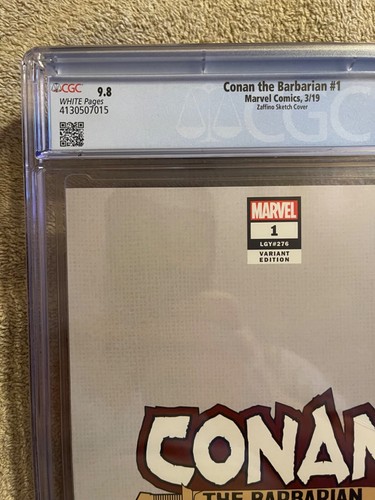 CGC 9.8
WHITE Pages
4130507015
Conan the Barbarian #1
Marvel Comics, 3/19
Zaffino Sketch Cover
CGC
MARVEL
1
LGY#276
VARIANT
EDITION
CONAN
THE BARBARIAN